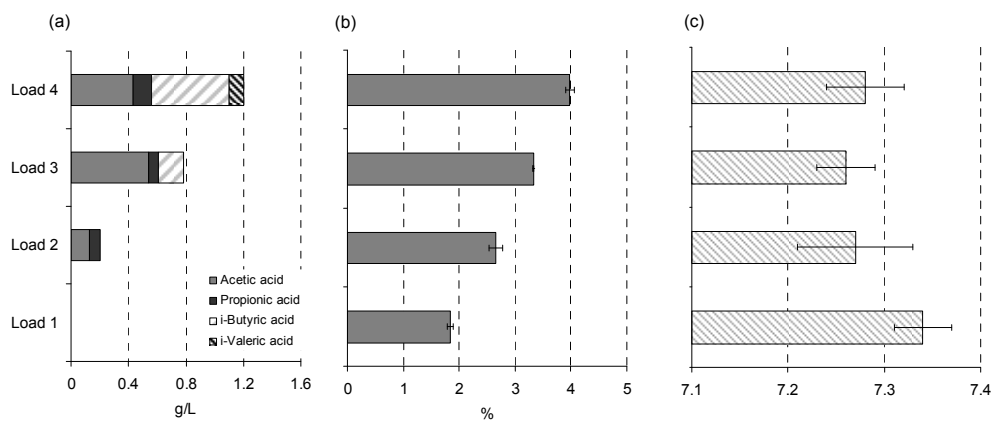 (a)
(b)
(c)
Load 4
Load 3
Load 2
Load 1
Acetic acid
Propionic acid
i-Butyric acid
i-Valeric acid
0 0.4 0.8 1.2 1.6
g/L
0 1 2 3 4 5
%
7.1 7.2 7.3 7.4